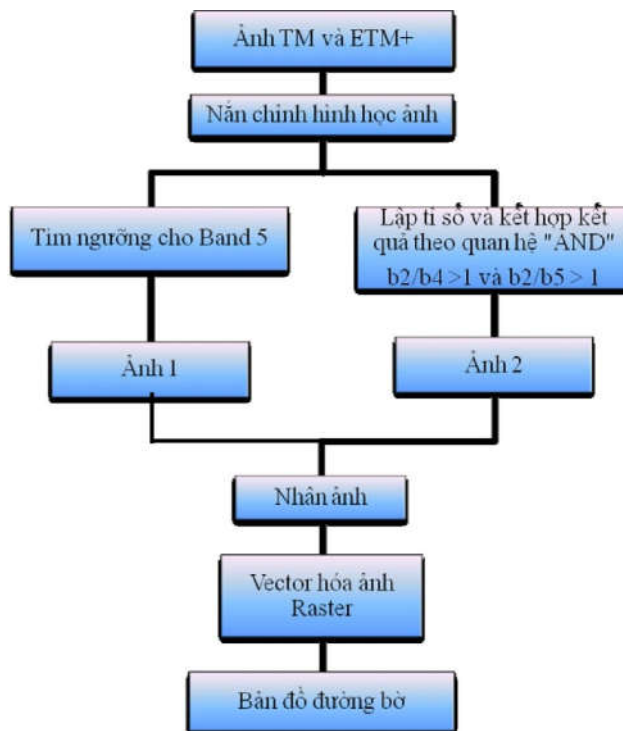 Ảnh TM và ETM+
Nắn chỉnh hình học ảnh
Tìm ngưỡng cho Band 5
Lập tỉ số và kết hợp kết
quả theo quan hệ "AND"
b2/b4 >1 và b2/b5 > 1
Ảnh 1
Ảnh 2
Nhân ảnh
Vector hóa ảnh
Raster
Bản đồ đường bờ